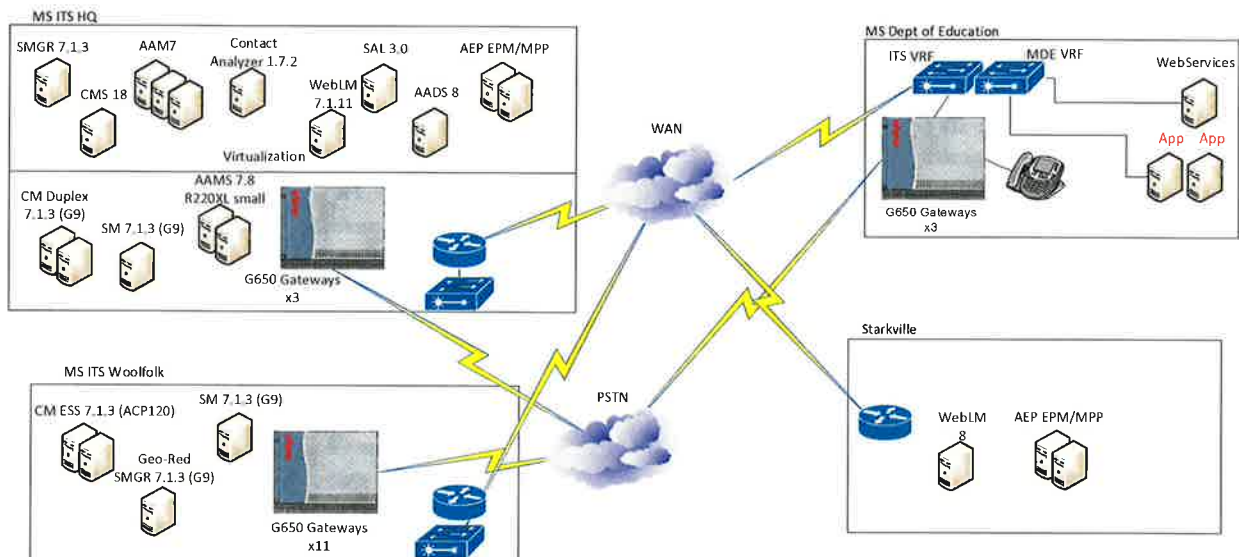 MS ITS HQ
SMGR 7.1.3
AAM7
Contact
Analyzer 1.7.2
SAL 3.0
AEP EPM/MPP
CMS 18
WebLM
7.1.11
AADS 8
Virtualization
CM Duplex
7.1.3 (G9)
SM 7.1.3 (G9)
AAMS 7.8
R220XL small
G650 Gateways
x3
MS ITS Woolfolk
CM ESS 7.1.3 (ACP120)
SM 7.1.3 (G9)
Geo-Red
SMGR 7.1.3 (G9)
G650 Gateways
x11
WAN
PSTN
MS Dept of Education
ITS VRF
MDE VRF
WebServices
App App
G650 Gateways
x3
Starkville
WebLM
8
AEP EPM/MPP